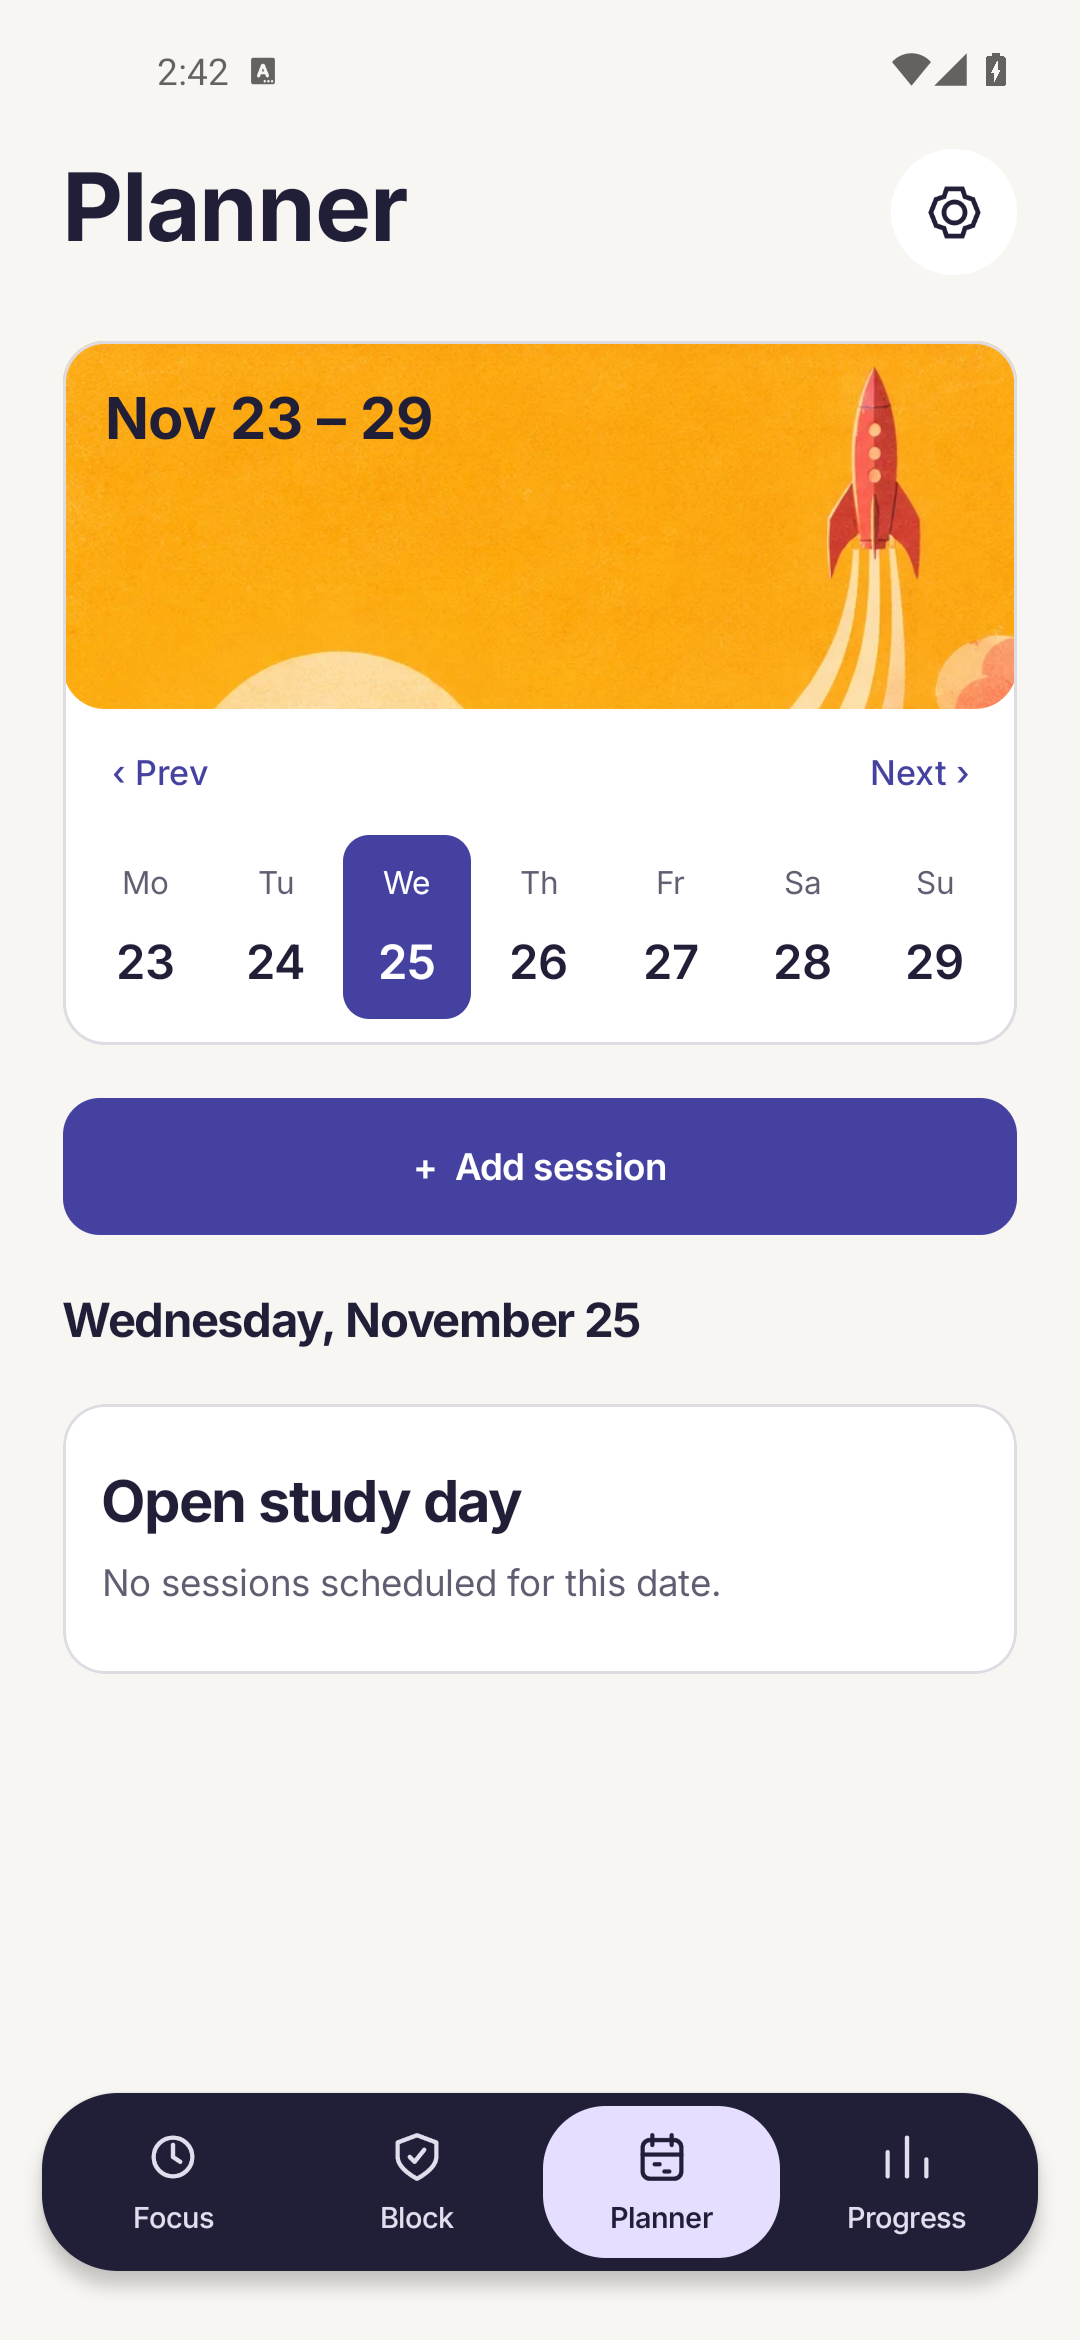 2:42
Planner
Nov 23 – 29
‹ Prev
Next ›
Mo Tu We Th Fr Sa Su
23 24 25 26 27 28 29
+ Add session
Wednesday, November 25
Open study day
No sessions scheduled for this date.
Focus Block Planner Progress